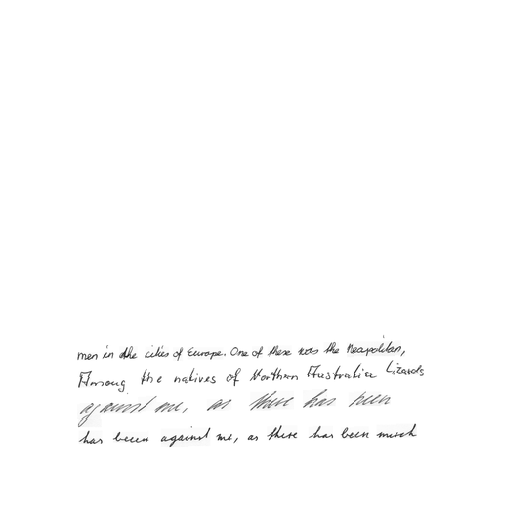 men in the cities of Europe. One of these was the Neapolitan,
Among the natives of Northern Australia Lizards
against me, as there has been
has been against me, as there has been much